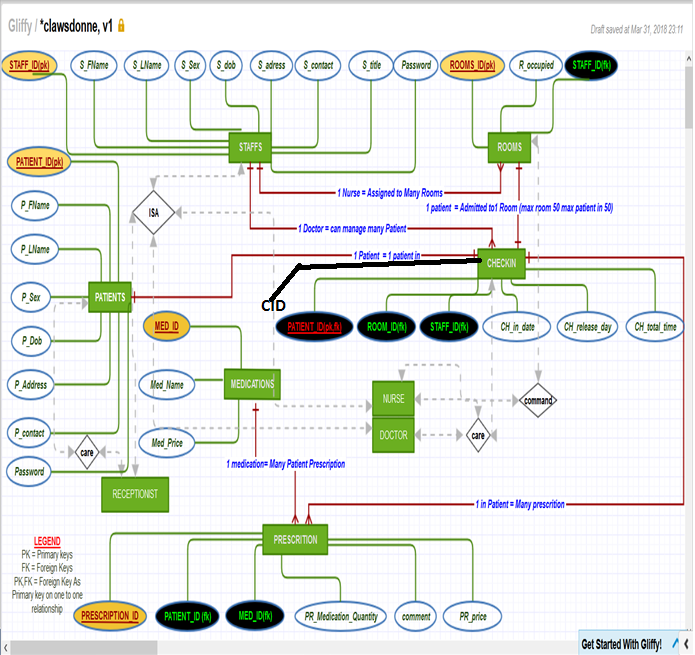 Gliffy / *clawsdonne, v1
Draft saved at Mar 31, 2018 23:11
STAFF_ID(pk)
S_FName
S_LName
S_Sex
S_dob
S_adress
S_contact
S_title
Password
ROOMS_ID(pk)
R_occupied
STAFF_ID(fk)
STAFFS
ROOMS
PATIENT_ID(pk)
1 Nurse = Assigned to Many Rooms
P_FName
ISA
1 patient = Admitted to1 Room (max room 50 max patient in 50)
1 Doctor = can manage many Patient
P_LName
1 Patient = 1 patient in
CHECKIN
P_Sex
PATIENTS
CID
MED_ID
PATIENT_ID(pk,fk)
ROOM_ID(fk)
STAFF_ID(fk)
CH_in_date
CH_release_day
CH_total_time
P_Dob
P_Address
Med_Name
MEDICATIONS
NURSE
command
P_contact
Med_Price
DOCTOR
care
care
Password
1 medication= Many Patient Prescription
RECEPTIONIST
1 in Patient = Many prescrition
LEGEND
PK = Primary keys
FK = Foreign Keys
PK,FK = Foreign Key As
Primary key on one to one
relationship
PRESCRITION
PRESCRIPTION_ID
PATIENT_ID (fk)
MED_ID(fk)
PR_Medication_Quantity
comment
PR_price
Get Started With Gliffy!